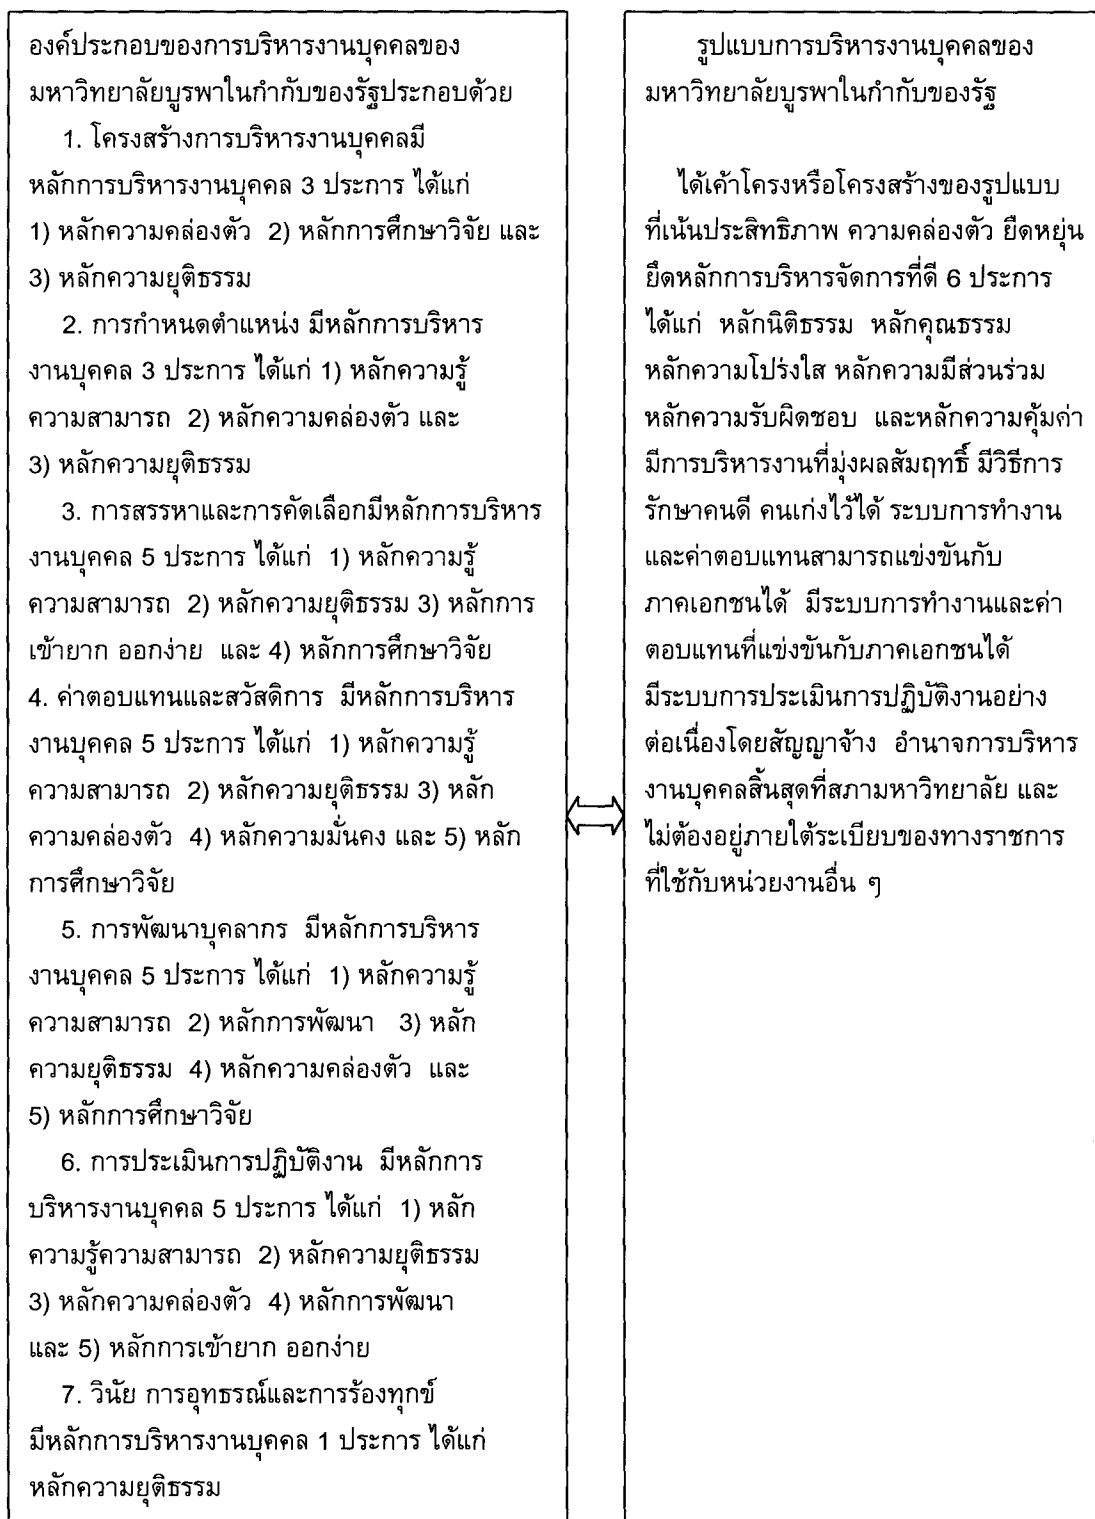 องค์ประกอบของการบริหารงานบุคคลของ
มหาวิทยาลัยบูรพาในกำกับของรัฐประกอบด้วย
1. โครงสร้างการบริหารงานบุคคลมี
หลักการบริหารงานบุคคล 3 ประการ ได้แก่
1) หลักความคล่องตัว 2) หลักการศึกษาวิจัย และ
3) หลักความยุติธรรม
2. การกำหนดตำแหน่ง มีหลักการบริหาร
งานบุคคล 3 ประการ ได้แก่ 1) หลักความรู้
ความสามารถ 2) หลักความคล่องตัว และ
3) หลักความยุติธรรม
3. การสรรหาและการคัดเลือกมีหลักการบริหาร
งานบุคคล 5 ประการ ได้แก่ 1) หลักความรู้
ความสามารถ 2) หลักความยุติธรรม 3) หลักการ
เข้ายาก ออกง่าย และ 4) หลักการศึกษาวิจัย
4. ค่าตอบแทนและสวัสดิการ มีหลักการบริหาร
งานบุคคล 5 ประการ ได้แก่ 1) หลักความรู้
ความสามารถ 2) หลักความยุติธรรม 3) หลัก
ความคล่องตัว 4) หลักความมั่นคง และ 5) หลัก
การศึกษาวิจัย
5. การพัฒนาบุคลากร มีหลักการบริหาร
งานบุคคล 5 ประการ ได้แก่ 1) หลักความรู้
ความสามารถ 2) หลักการพัฒนา 3) หลัก
ความยุติธรรม 4) หลักความคล่องตัว และ
5) หลักการศึกษาวิจัย
6. การประเมินการปฏิบัติงาน มีหลักการ
บริหารงานบุคคล 5 ประการ ได้แก่ 1) หลัก
ความรู้ความสามารถ 2) หลักความยุติธรรม
3) หลักความคล่องตัว 4) หลักการพัฒนา
และ 5) หลักการเข้ายาก ออกง่าย
7. วินัย การอุทธรณ์และการร้องทุกข์
มีหลักการบริหารงานบุคคล 1 ประการ ได้แก่
หลักความยุติธรรม
รูปแบบการบริหารงานบุคคลของ
มหาวิทยาลัยบูรพาในกำกับของรัฐ
ได้เค้าโครงหรือโครงสร้างของรูปแบบ
ที่เน้นประสิทธิภาพ ความคล่องตัว ยืดหยุ่น
ยึดหลักการบริหารจัดการที่ดี 6 ประการ
ได้แก่ หลักนิติธรรม หลักคุณธรรม
หลักความโปร่งใส หลักความมีส่วนร่วม
หลักความรับผิดชอบ และหลักความคุ้มค่า
มีการบริหารงานที่มุ่งผลสัมฤทธิ์ มีวิธีการ
รักษาคนดี คนเก่งไว้ได้ ระบบการทำงาน
และค่าตอบแทนสามารถแข่งขันกับ
ภาคเอกชนได้ มีระบบการทำงานและค่า
ตอบแทนที่แข่งขันกับภาคเอกชนได้
มีระบบการประเมินการปฏิบัติงานอย่าง
ต่อเนื่องโดยสัญญาจ้าง อำนาจการบริหาร
งานบุคคลสิ้นสุดที่สภามหาวิทยาลัย และ
ไม่ต้องอยู่ภายใต้ระเบียบของทางราชการ
ที่ใช้กับหน่วยงานอื่น ๆ